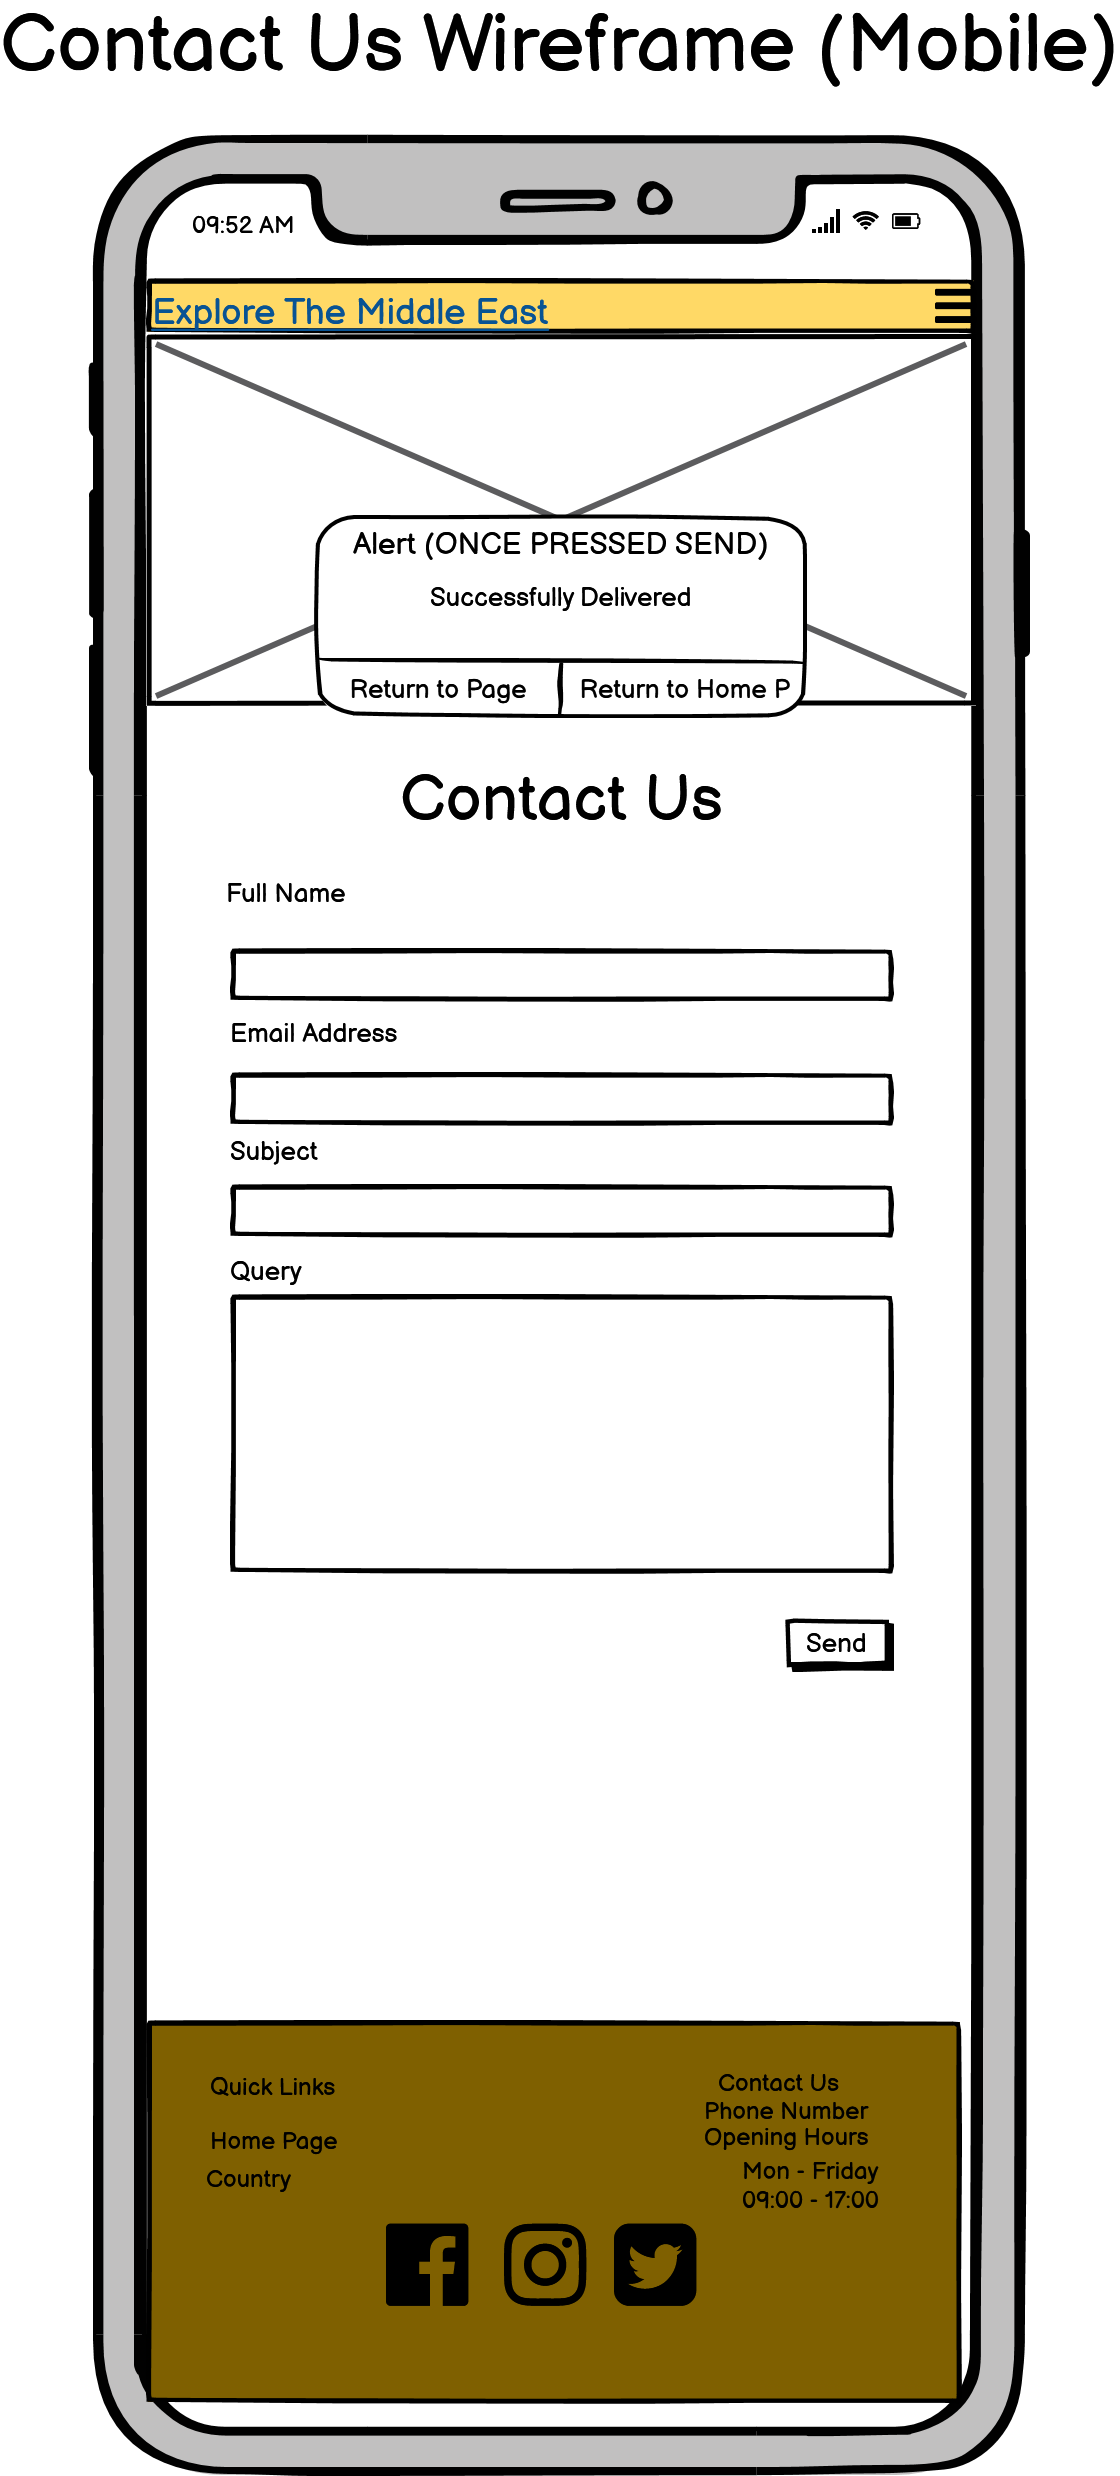 Contact Us Wireframe (Mobile)
09:52 AM
Explore The Middle East
Alert (ONCE PRESSED SEND)
Successfully Delivered
Return to Page
Return to Home P
Contact Us
Full Name
Email Address
Subject
Query
Send
Quick Links
Home Page
Country
Contact Us
Phone Number
Opening Hours
Mon - Friday
09:00 - 17:00